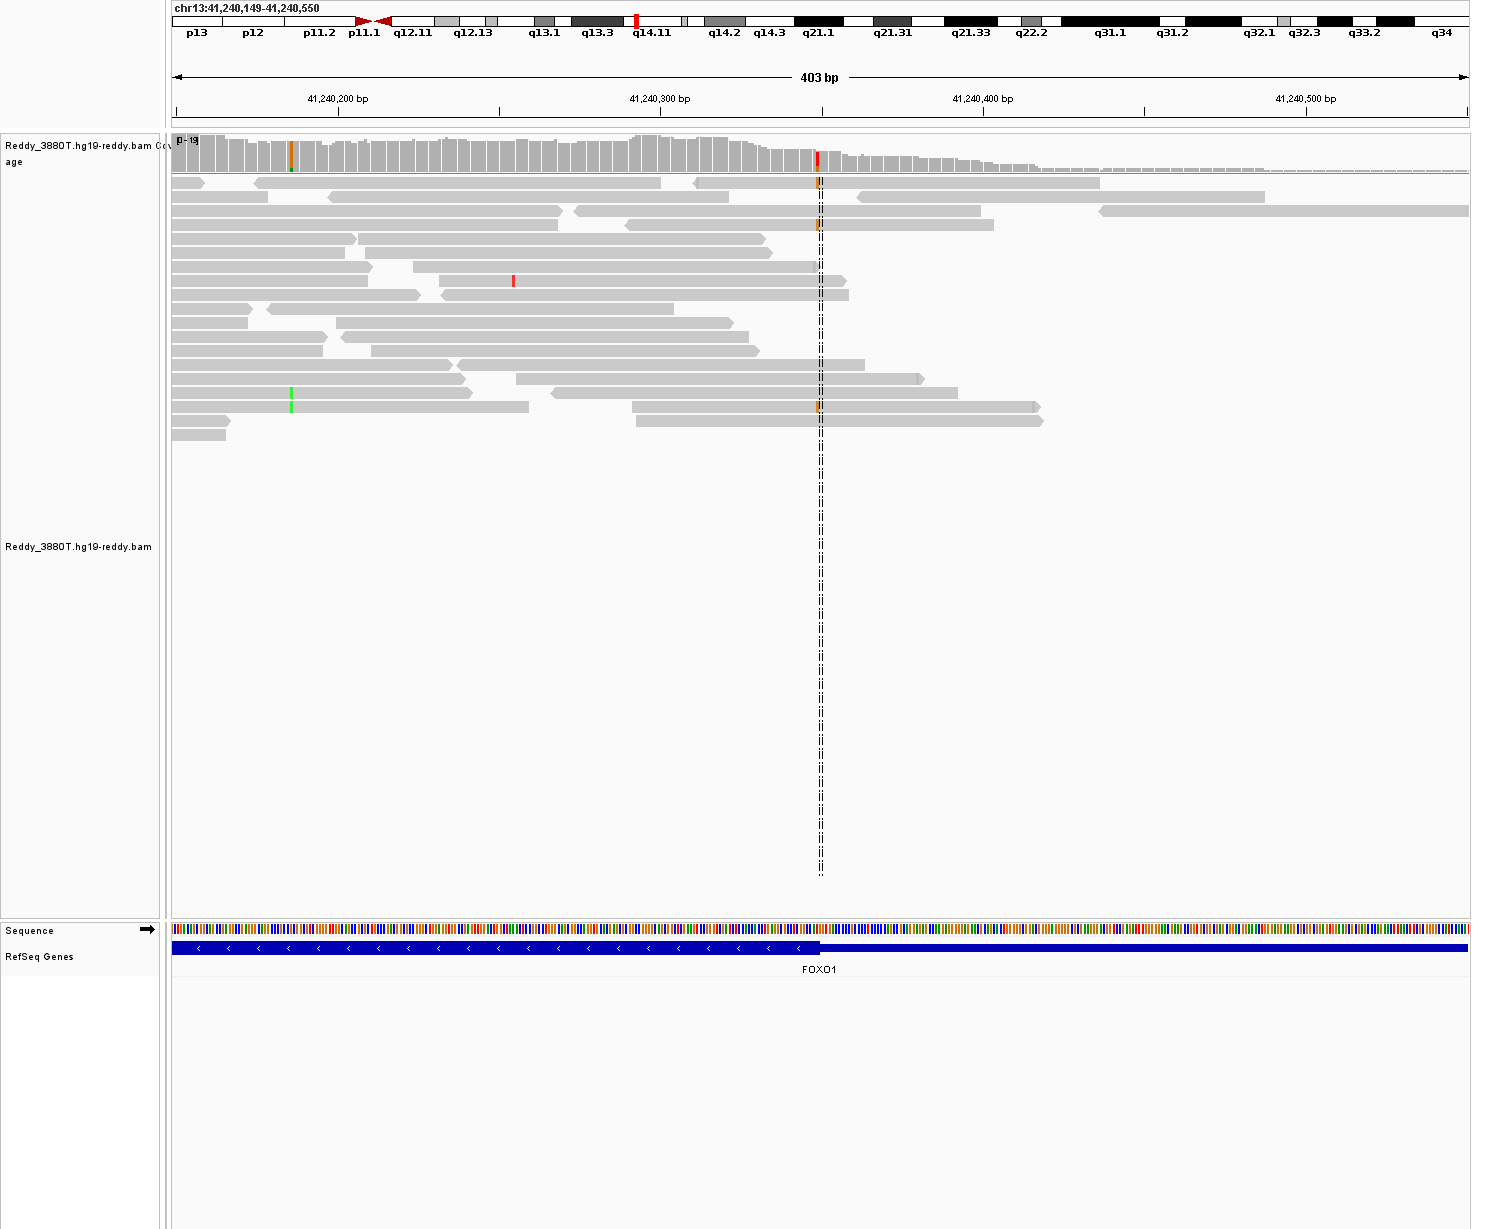 chr13:41,240,149-41,240,550
p13 p12 p11.2 p11.1 q12.11 q12.13 q13.1 q13.3 q14.11 q14.2 q14.3 q21.1 q21.31 q21.33 q22.2 q31.1 q31.2 q32.1 q32.3 q33.2 q34
403 bp
41,240,200 bp 41,240,300 bp 41,240,400 bp 41,240,500 bp
Reddy_3880T.hg19-reddy.bam Cov
age
[0 - 19]
Reddy_3880T.hg19-reddy.bam
Sequence
RefSeq Genes
FOXO1